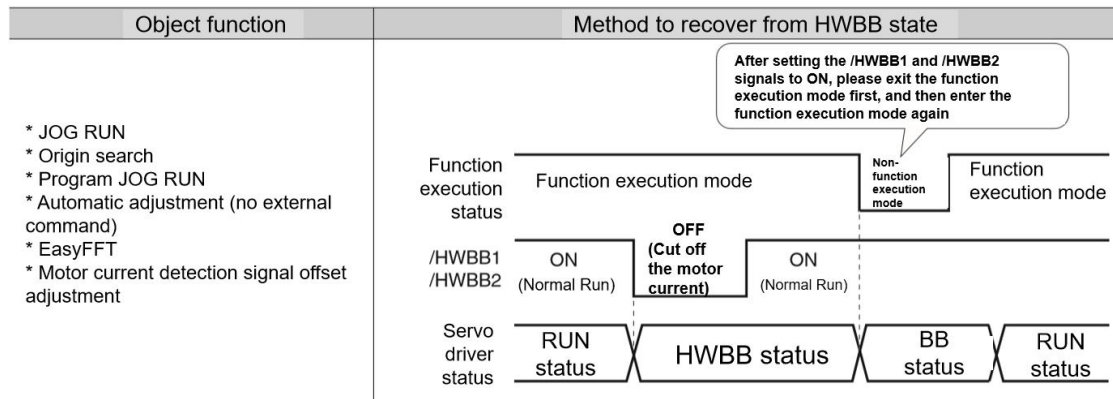 Object function
Method to recover from HWBB state
* JOG RUN
* Origin search
* Program JOG RUN
* Automatic adjustment (no external
command)
* EasyFFT
* Motor current detection signal offset
adjustment
After setting the /HWBB1 and /HWBB2
signals to ON, please exit the function
execution mode first, and then enter the
function execution mode again
Function
execution
status
Function execution mode
Non-
function
execution
mode
Function
execution mode
/HWBB1
/HWBB2
ON
(Normal Run)
OFF
(Cut off
the motor
current)
ON
(Normal Run)
Servo
driver
status
RUN
status
HWBB status
BB
status
RUN
status